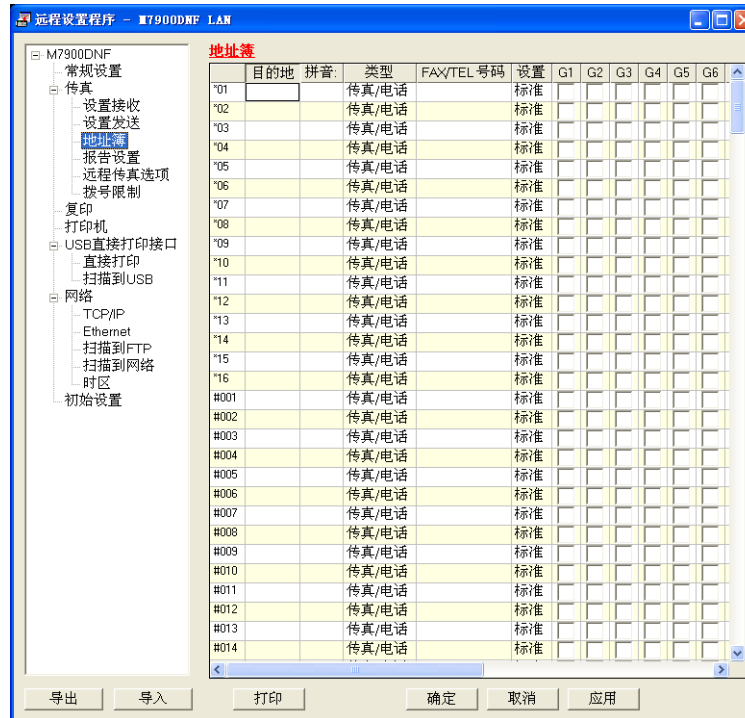 远程设置程序 - M7900DNF LAN
M7900DNF
常规设置
传真
设置接收
设置发送
地址簿
报告设置
远程传真选项
拨号限制
复印
打印机
USB直接打印接口
直接打印
扫描到USB
网络
TCP/IP
Ethernet
扫描到FTP
扫描到网络
时区
初始设置
地址簿
目的地 拼音: 类型 FAX/TEL 号码 设置 G1 G2 G3 G4 G5 G6
*01 传真/电话 标准
*02 传真/电话 标准
*03 传真/电话 标准
*04 传真/电话 标准
*05 传真/电话 标准
*06 传真/电话 标准
*07 传真/电话 标准
*08 传真/电话 标准
*09 传真/电话 标准
*10 传真/电话 标准
*11 传真/电话 标准
*12 传真/电话 标准
*13 传真/电话 标准
*14 传真/电话 标准
*15 传真/电话 标准
*16 传真/电话 标准
#001 传真/电话 标准
#002 传真/电话 标准
#003 传真/电话 标准
#004 传真/电话 标准
#005 传真/电话 标准
#006 传真/电话 标准
#007 传真/电话 标准
#008 传真/电话 标准
#009 传真/电话 标准
#010 传真/电话 标准
#011 传真/电话 标准
#012 传真/电话 标准
#013 传真/电话 标准
#014 传真/电话 标准
导出 导入 打印 确定 取消 应用